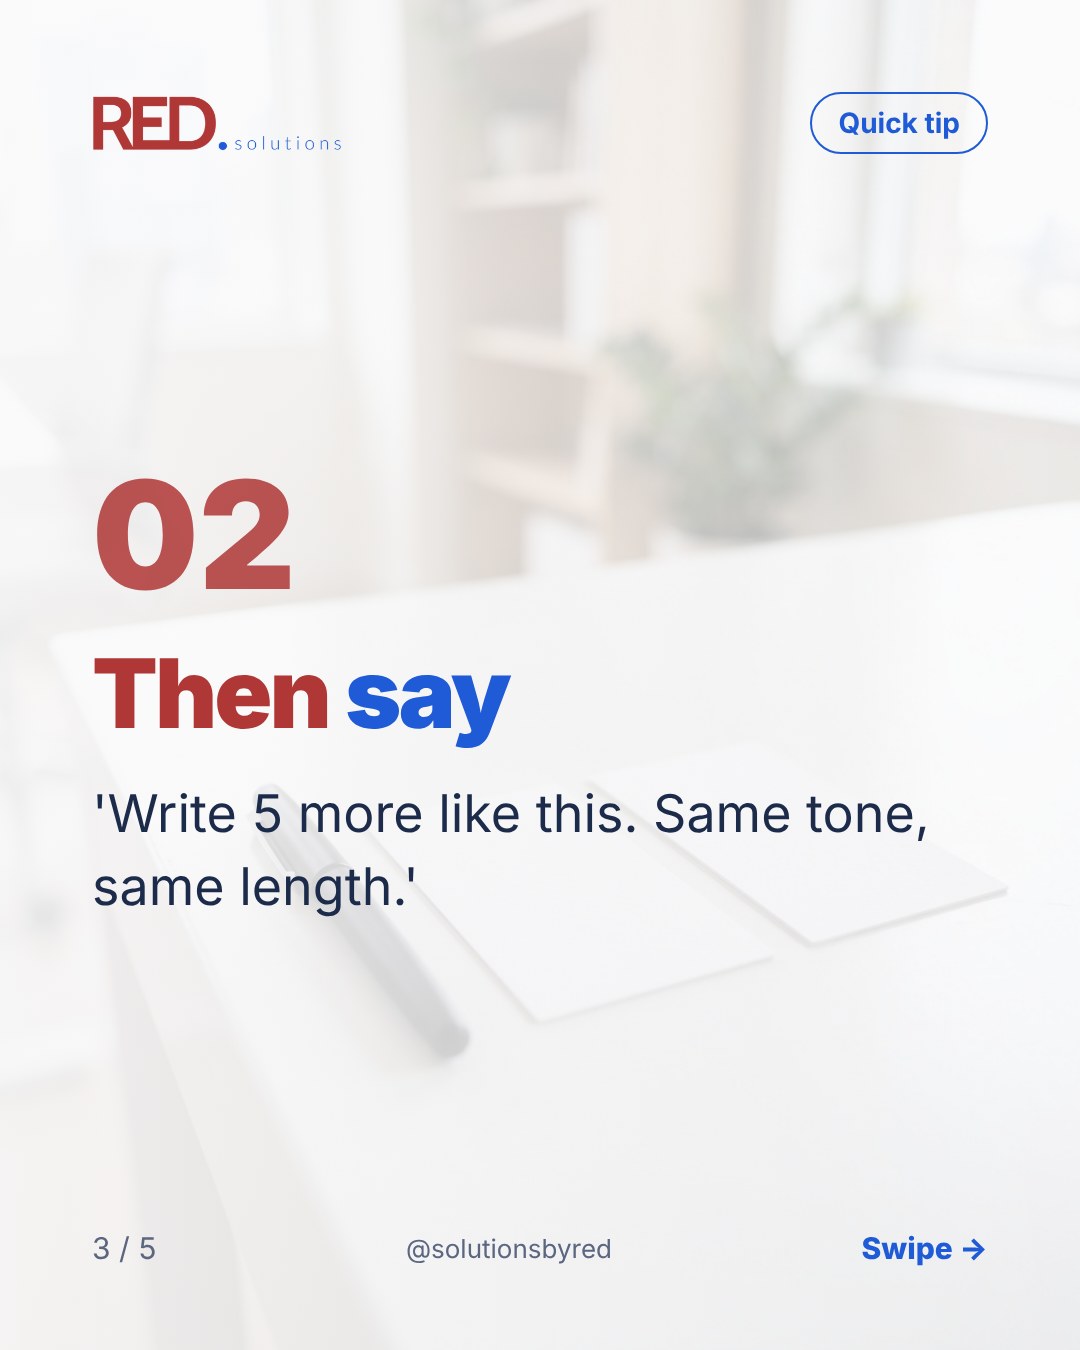 RED.solutions
Quick tip
02
Then say
'Write 5 more like this. Same tone,
same length.'
3 / 5
@solutionsbyred
Swipe →